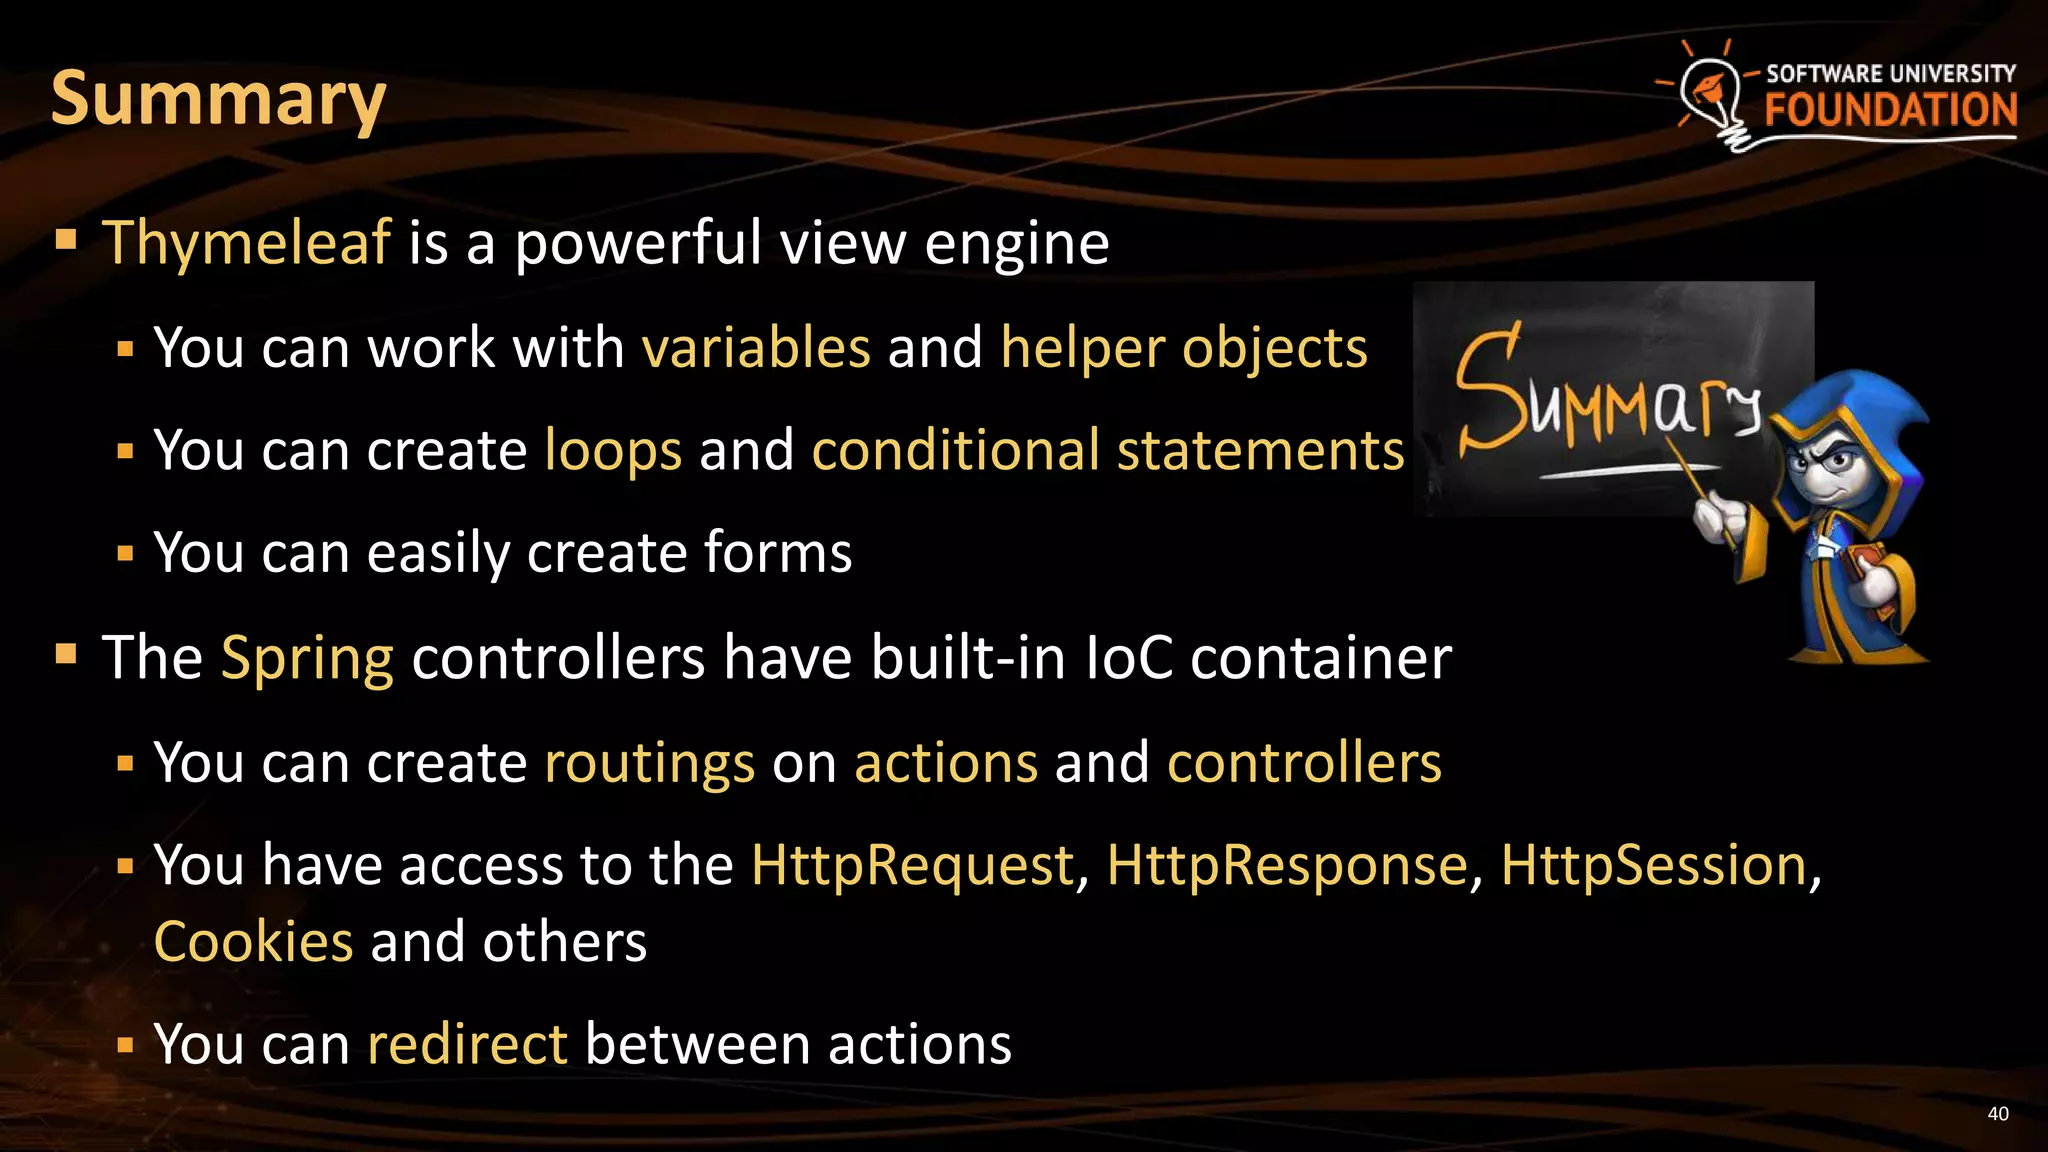 Summary
SOFTWARE UNIVERSITY
FOUNDATION
▪ Thymeleaf is a powerful view engine
▪ You can work with variables and helper objects
▪ You can create loops and conditional statements
▪ You can easily create forms
Summary
▪ The Spring controllers have built-in IoC container
▪ You can create routings on actions and controllers
▪ You have access to the HttpRequest, HttpResponse, HttpSession,
Cookies and others
▪ You can redirect between actions
40